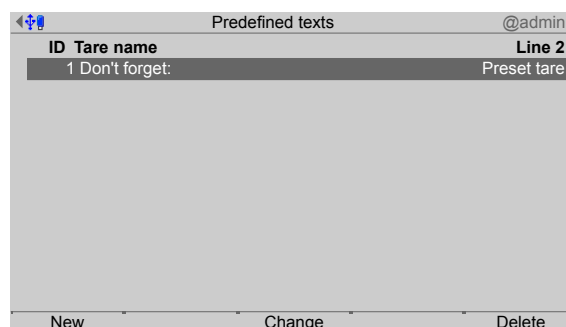 Predefined texts @admin
ID Tare name Line 2
1 Don't forget: Preset tare
New Change Delete